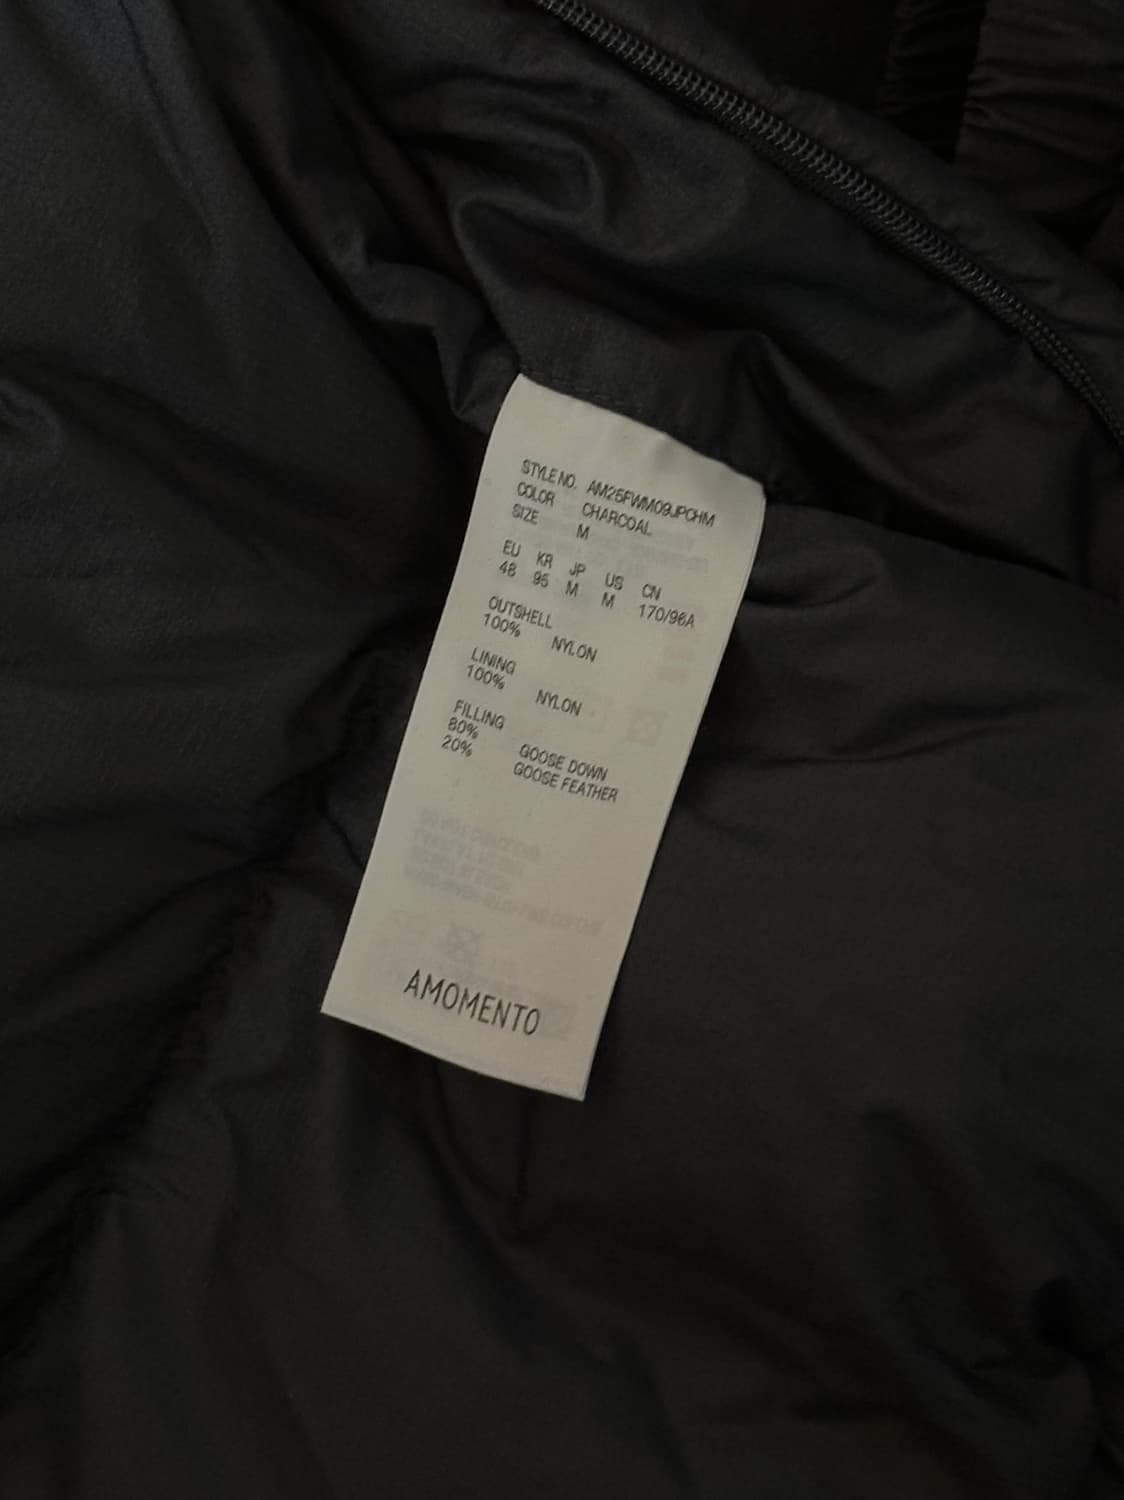 STYLE NO. AM25FWM09JPCHM
COLOR CHARCOAL
SIZE M
EU KR JP US CN
48 95 M M 170/96A
OUTSHELL
100% NYLON
LINING
100% NYLON
FILLING
80% GOOSE DOWN
20% GOOSE FEATHER
AMOMENTO